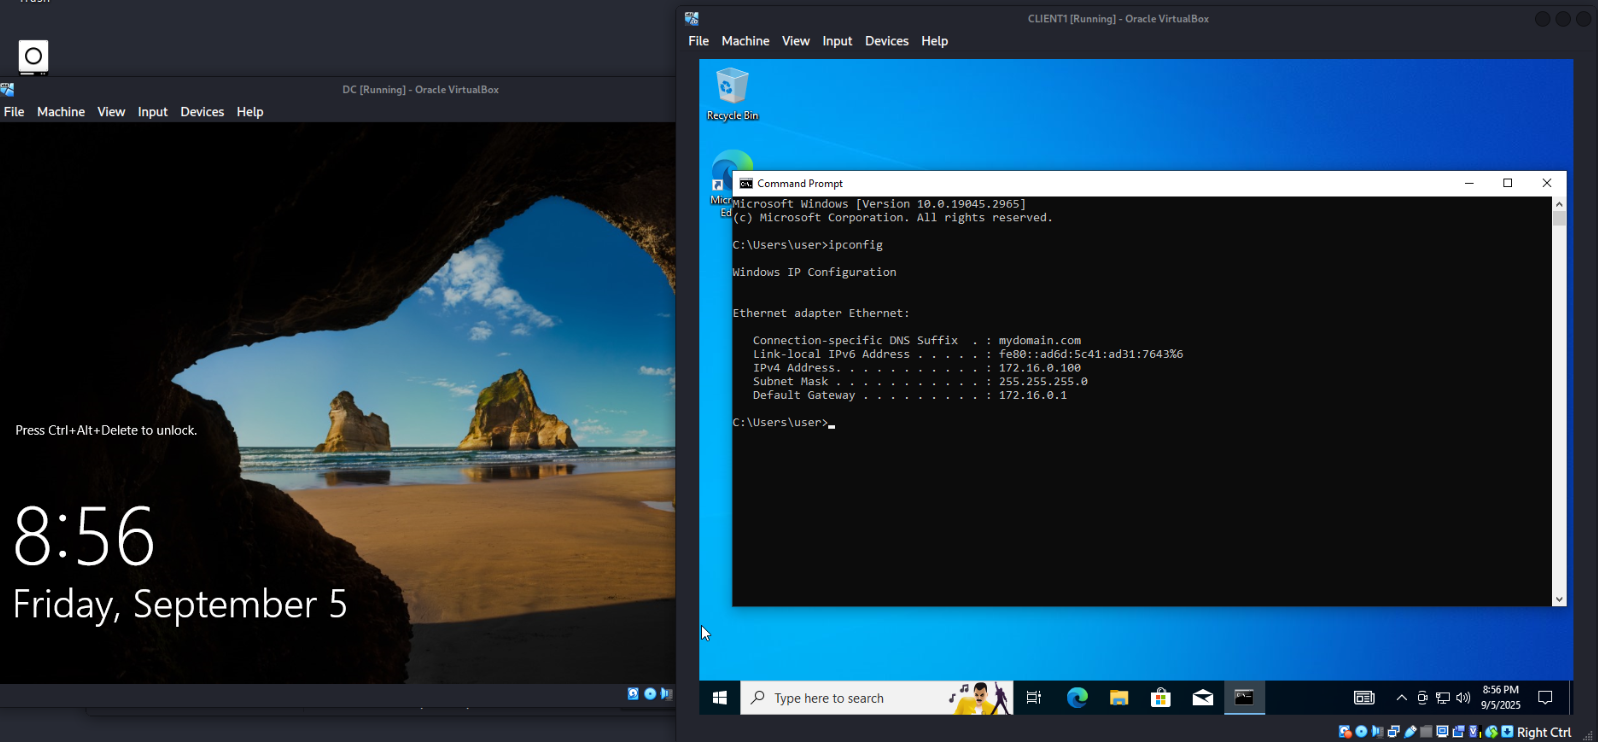 DC [Running] - Oracle VirtualBox
File Machine View Input Devices Help
Press Ctrl+Alt+Delete to unlock.
8:56
Friday, September 5
CLIENT1 [Running] - Oracle VirtualBox
File Machine View Input Devices Help
Recycle Bin
Command Prompt
Microsoft Windows [Version 10.0.19045.2965]
(c) Microsoft Corporation. All rights reserved.
C:\Users\user>ipconfig
Windows IP Configuration
Ethernet adapter Ethernet:
Connection-specific DNS Suffix . : mydomain.com
Link-local IPv6 Address . . . . . : fe80::ad6d:5c41:ad31:7643%6
IPv4 Address. . . . . . . . . . . : 172.16.0.100
Subnet Mask . . . . . . . . . . . : 255.255.255.0
Default Gateway . . . . . . . . . : 172.16.0.1
C:\Users\user>
Type here to search
8:56 PM
9/5/2025
Right Ctrl